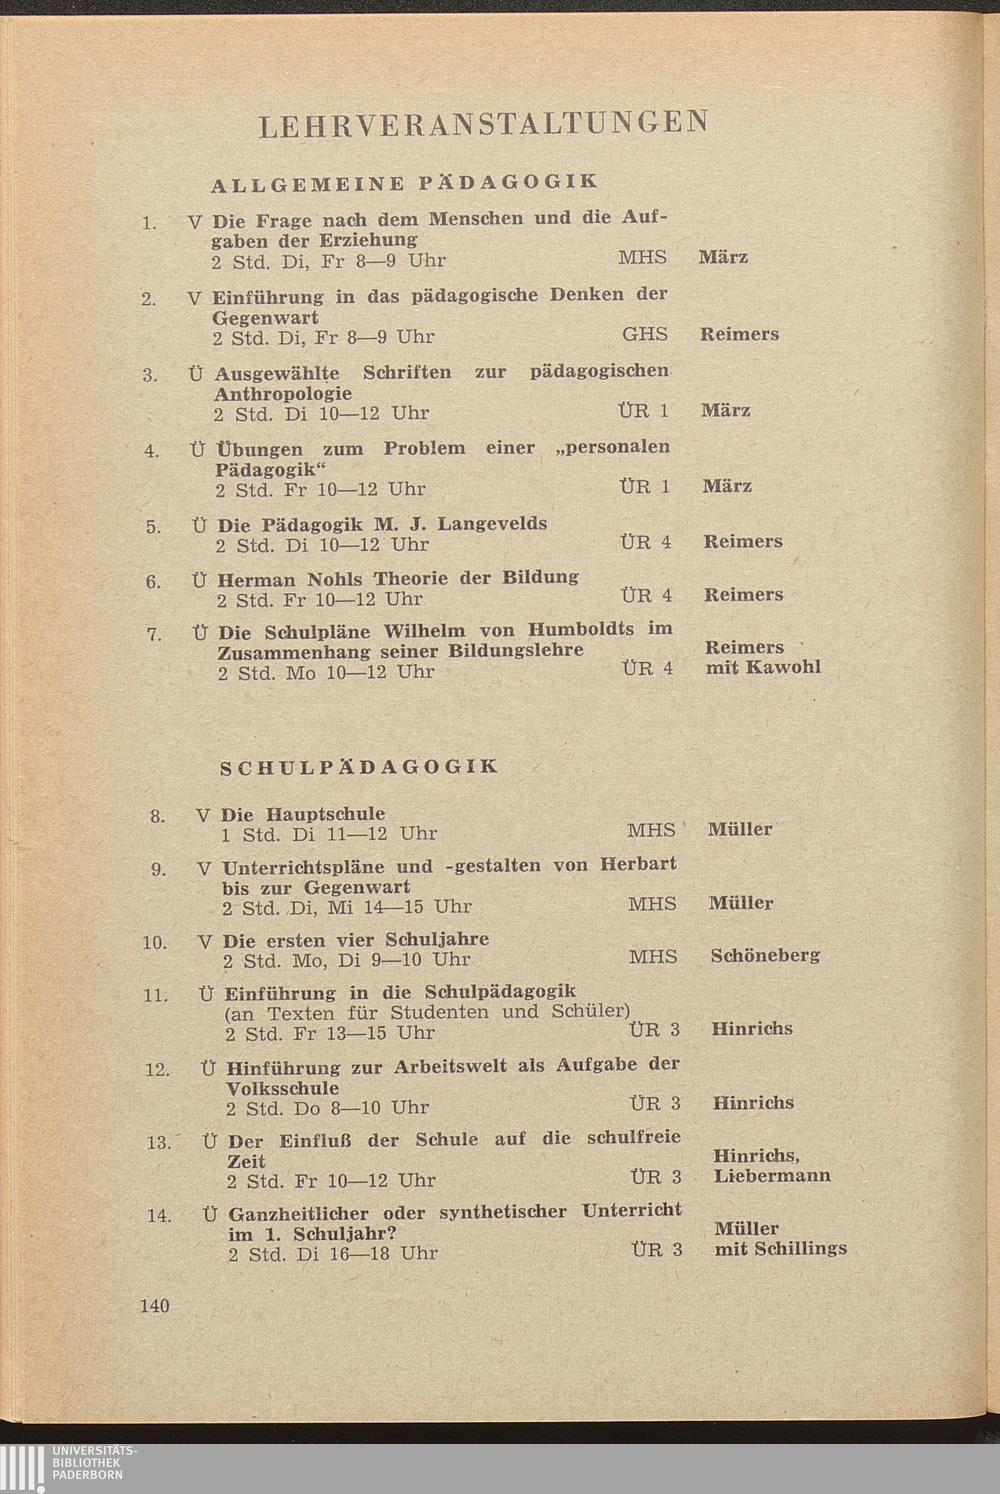 LEHRVERANSTALTUNGEN
ALLGEMEINE PÄDAGOGIK
1. V Die Frage nach dem Menschen und die Auf-
gaben der Erziehung
2 Std. Di, Fr 8—9 Uhr MHS März
2. V Einführung in das pädagogische Denken der
Gegenwart
2 Std. Di, Fr 8—9 Uhr GHS Reimers
3. Ü Ausgewählte Schriften zur pädagogischen
Anthropologie
2 Std. Di 10—12 Uhr ÜR 1 März
4. Ü Übungen zum Problem einer „personalen
Pädagogik“
2 Std. Fr 10—12 Uhr ÜR 1 März
5. Ü Die Pädagogik M. J. Langevelds
2 Std. Di 10—12 Uhr ÜR 4 Reimers
6. Ü Herman Nohls Theorie der Bildung
2 Std. Fr 10—12 Uhr ÜR 4 Reimers
7. Ü Die Schulpläne Wilhelm von Humboldts im
Zusammenhang seiner Bildungslehre Reimers
2 Std. Mo 10—12 Uhr ÜR 4 mit Kawohl
SCHULPÄDAGOGIK
8. V Die Hauptschule
1 Std. Di 11—12 Uhr MHS Müller
9. V Unterrichtspläne und -gestalten von Herbart
bis zur Gegenwart
2 Std. Di, Mi 14—15 Uhr MHS Müller
10. V Die ersten vier Schuljahre
2 Std. Mo, Di 9—10 Uhr MHS Schöneberg
11. Ü Einführung in die Schulpädagogik
(an Texten für Studenten und Schüler)
2 Std. Fr 13—15 Uhr ÜR 3 Hinrichs
12. Ü Hinführung zur Arbeitswelt als Aufgabe der
Volksschule
2 Std. Do 8—10 Uhr ÜR 3 Hinrichs
13. Ü Der Einfluß der Schule auf die schulfreie
Zeit Hinrichs,
2 Std. Fr 10—12 Uhr ÜR 3 Liebermann
14. Ü Ganzheitlicher oder synthetischer Unterricht
im 1. Schuljahr? Müller
2 Std. Di 16—18 Uhr ÜR 3 mit Schillings
140
UNIVERSITÄTS-
BIBLIOTHEK
PADERBORN